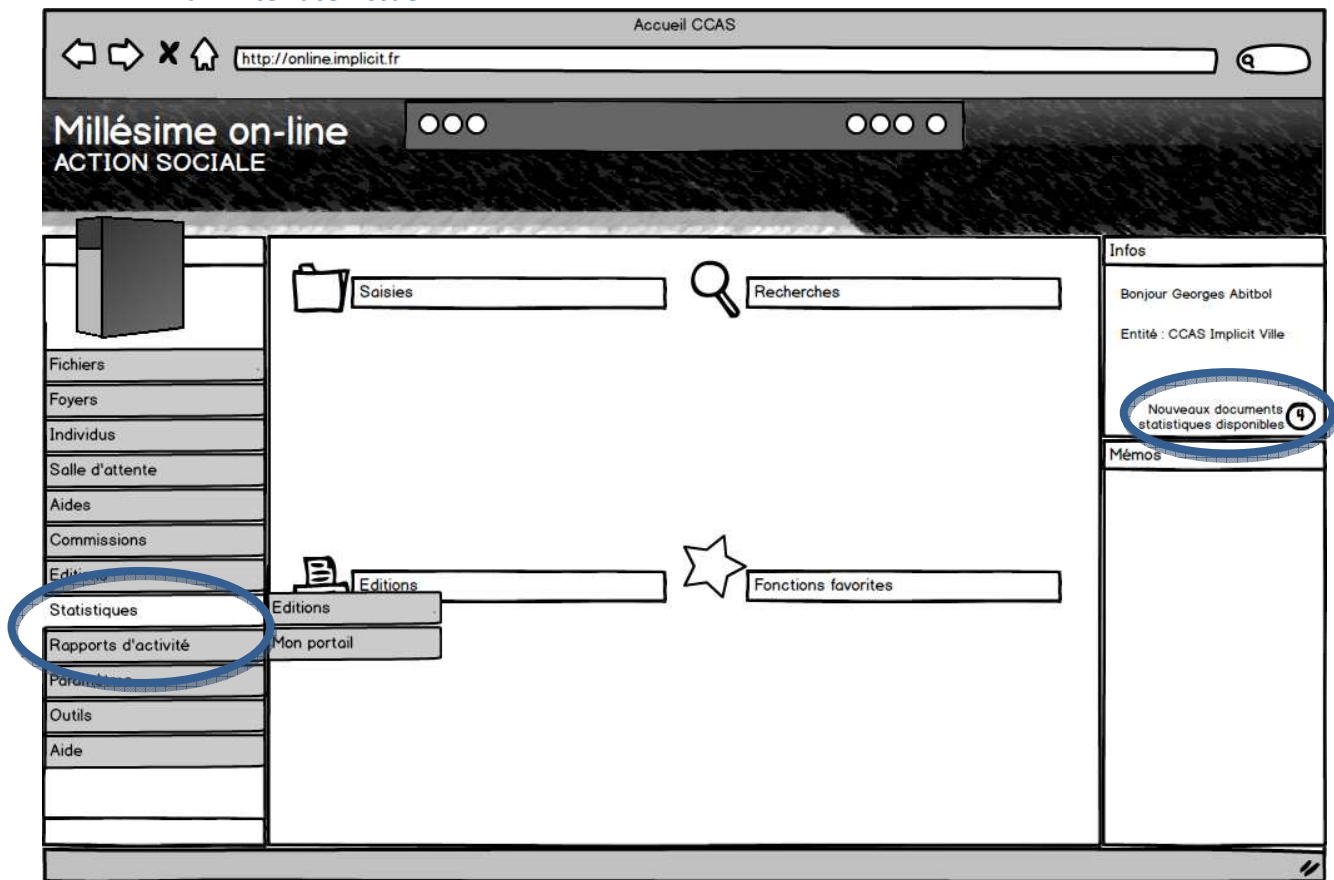 Accueil CCAS
http://online.implicit.fr
Millésime on-line
ACTION SOCIALE
Fichiers
Foyers
Individus
Salle d'attente
Aides
Commissions
Editions
Statistiques
Rapports d'activité
Paramètres
Outils
Aide
Editions
Mon portail
Saisies
Recherches
Editions
Fonctions favorites
Infos
Bonjour Georges Abitbol
Entité : CCAS Implicit Ville
Nouveaux documents
statistiques disponibles 4
Mémos